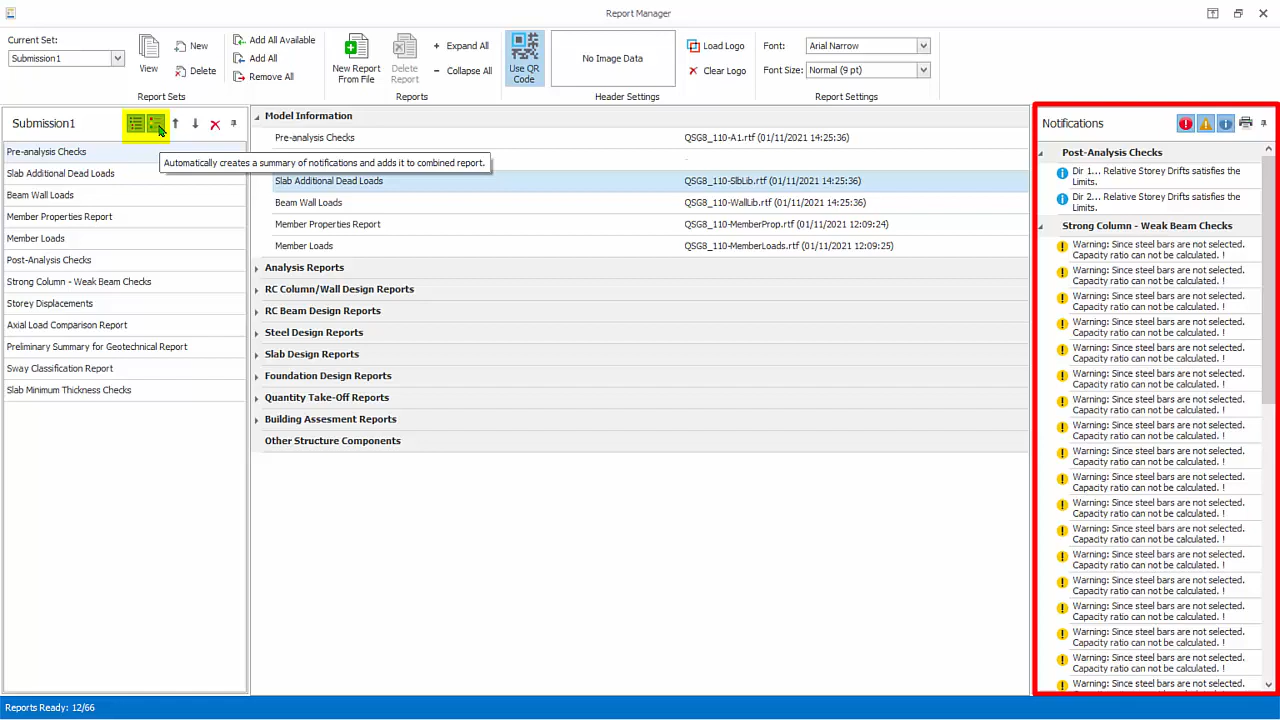 Report Manager
Current Set:
Submission1
View
New
Delete
Report Sets
Add All Available
Add All
Remove All
New Report
From File
Delete
Report
Expand All
Collapse All
Reports
Use QR
Code
No Image Data
Load Logo
Clear Logo
Header Settings
Font:
Arial Narrow
Font Size:
Normal (9 pt)
Report Settings
Submission1
Pre-analysis Checks
Slab Additional Dead Loads
Beam Wall Loads
Member Properties Report
Member Loads
Post-Analysis Checks
Strong Column - Weak Beam Checks
Storey Displacements
Axial Load Comparison Report
Preliminary Summary for Geotechnical Report
Sway Classification Report
Slab Minimum Thickness Checks
Automatically creates a summary of notifications and adds it to combined report.
Model Information
Pre-analysis Checks QSG8_110-A1.rtf (01/11/2021 14:25:36)
Slab Additional Dead Loads QSG8_110-SlbLib.rtf (01/11/2021 14:25:36)
Beam Wall Loads QSG8_110-WallLib.rtf (01/11/2021 14:25:36)
Member Properties Report QSG8_110-MemberProp.rtf (01/11/2021 12:09:24)
Member Loads QSG8_110-MemberLoads.rtf (01/11/2021 12:09:25)
Analysis Reports
RC Column/Wall Design Reports
RC Beam Design Reports
Steel Design Reports
Slab Design Reports
Foundation Design Reports
Quantity Take-Off Reports
Building Assesment Reports
Other Structure Components
Notifications
Post-Analysis Checks
Dir 1... Relative Storey Drifts satisfies the
Limits.
Dir 2... Relative Storey Drifts satisfies the
Limits.
Strong Column - Weak Beam Checks
Warning: Since steel bars are not selected.
Capacity ratio can not be calculated. !
Warning: Since steel bars are not selected.
Capacity ratio can not be calculated. !
Warning: Since steel bars are not selected.
Capacity ratio can not be calculated. !
Warning: Since steel bars are not selected.
Capacity ratio can not be calculated. !
Warning: Since steel bars are not selected.
Capacity ratio can not be calculated. !
Warning: Since steel bars are not selected.
Capacity ratio can not be calculated. !
Warning: Since steel bars are not selected.
Capacity ratio can not be calculated. !
Warning: Since steel bars are not selected.
Capacity ratio can not be calculated. !
Warning: Since steel bars are not selected.
Capacity ratio can not be calculated. !
Warning: Since steel bars are not selected.
Capacity ratio can not be calculated. !
Warning: Since steel bars are not selected.
Capacity ratio can not be calculated. !
Warning: Since steel bars are not selected.
Capacity ratio can not be calculated. !
Warning: Since steel bars are not selected.
Capacity ratio can not be calculated. !
Warning: Since steel bars are not selected.
Capacity ratio can not be calculated. !
Warning: Since steel bars are not selected.
Capacity ratio can not be calculated. !
Warning: Since steel bars are not selected.
Capacity ratio can not be calculated. !
Warning: Since steel bars are not selected.
Capacity ratio can not be calculated. !
Warning: Since steel bars are not selected.
Reports Ready: 12/66